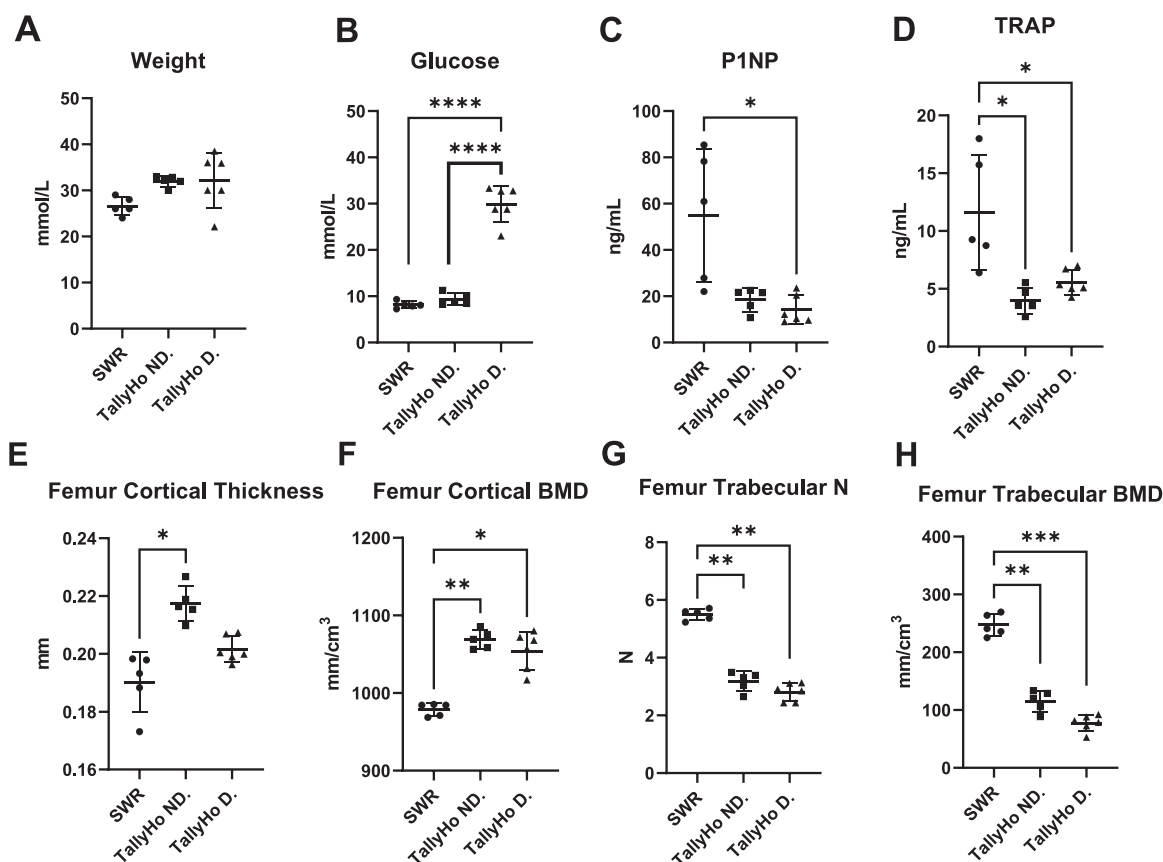 A
Weight
50
40
30
20
10
0
mmol/L
SWR
TallyHo ND.
TallyHo D.
B
Glucose
50
40
30
20
10
0
mmol/L
****
****
SWR
TallyHo ND.
TallyHo D.
C
P1NP
100
80
60
40
20
0
ng/mL
*
SWR
TallyHo ND.
TallyHo D.
D
TRAP
20
15
10
5
0
ng/mL
*
*
SWR
TallyHo ND.
TallyHo D.
E
Femur Cortical Thickness
0.24
0.22
0.20
0.18
0.16
mm
*
SWR
TallyHo ND.
TallyHo D.
F
Femur Cortical BMD
1200
1100
1000
900
mm/cm³
*
**
SWR
TallyHo ND.
TallyHo D.
G
Femur Trabecular N
8
6
4
2
0
N
**
**
SWR
TallyHo ND.
TallyHo D.
H
Femur Trabecular BMD
400
300
200
100
0
mm/cm³
***
**
SWR
TallyHo ND.
TallyHo D.